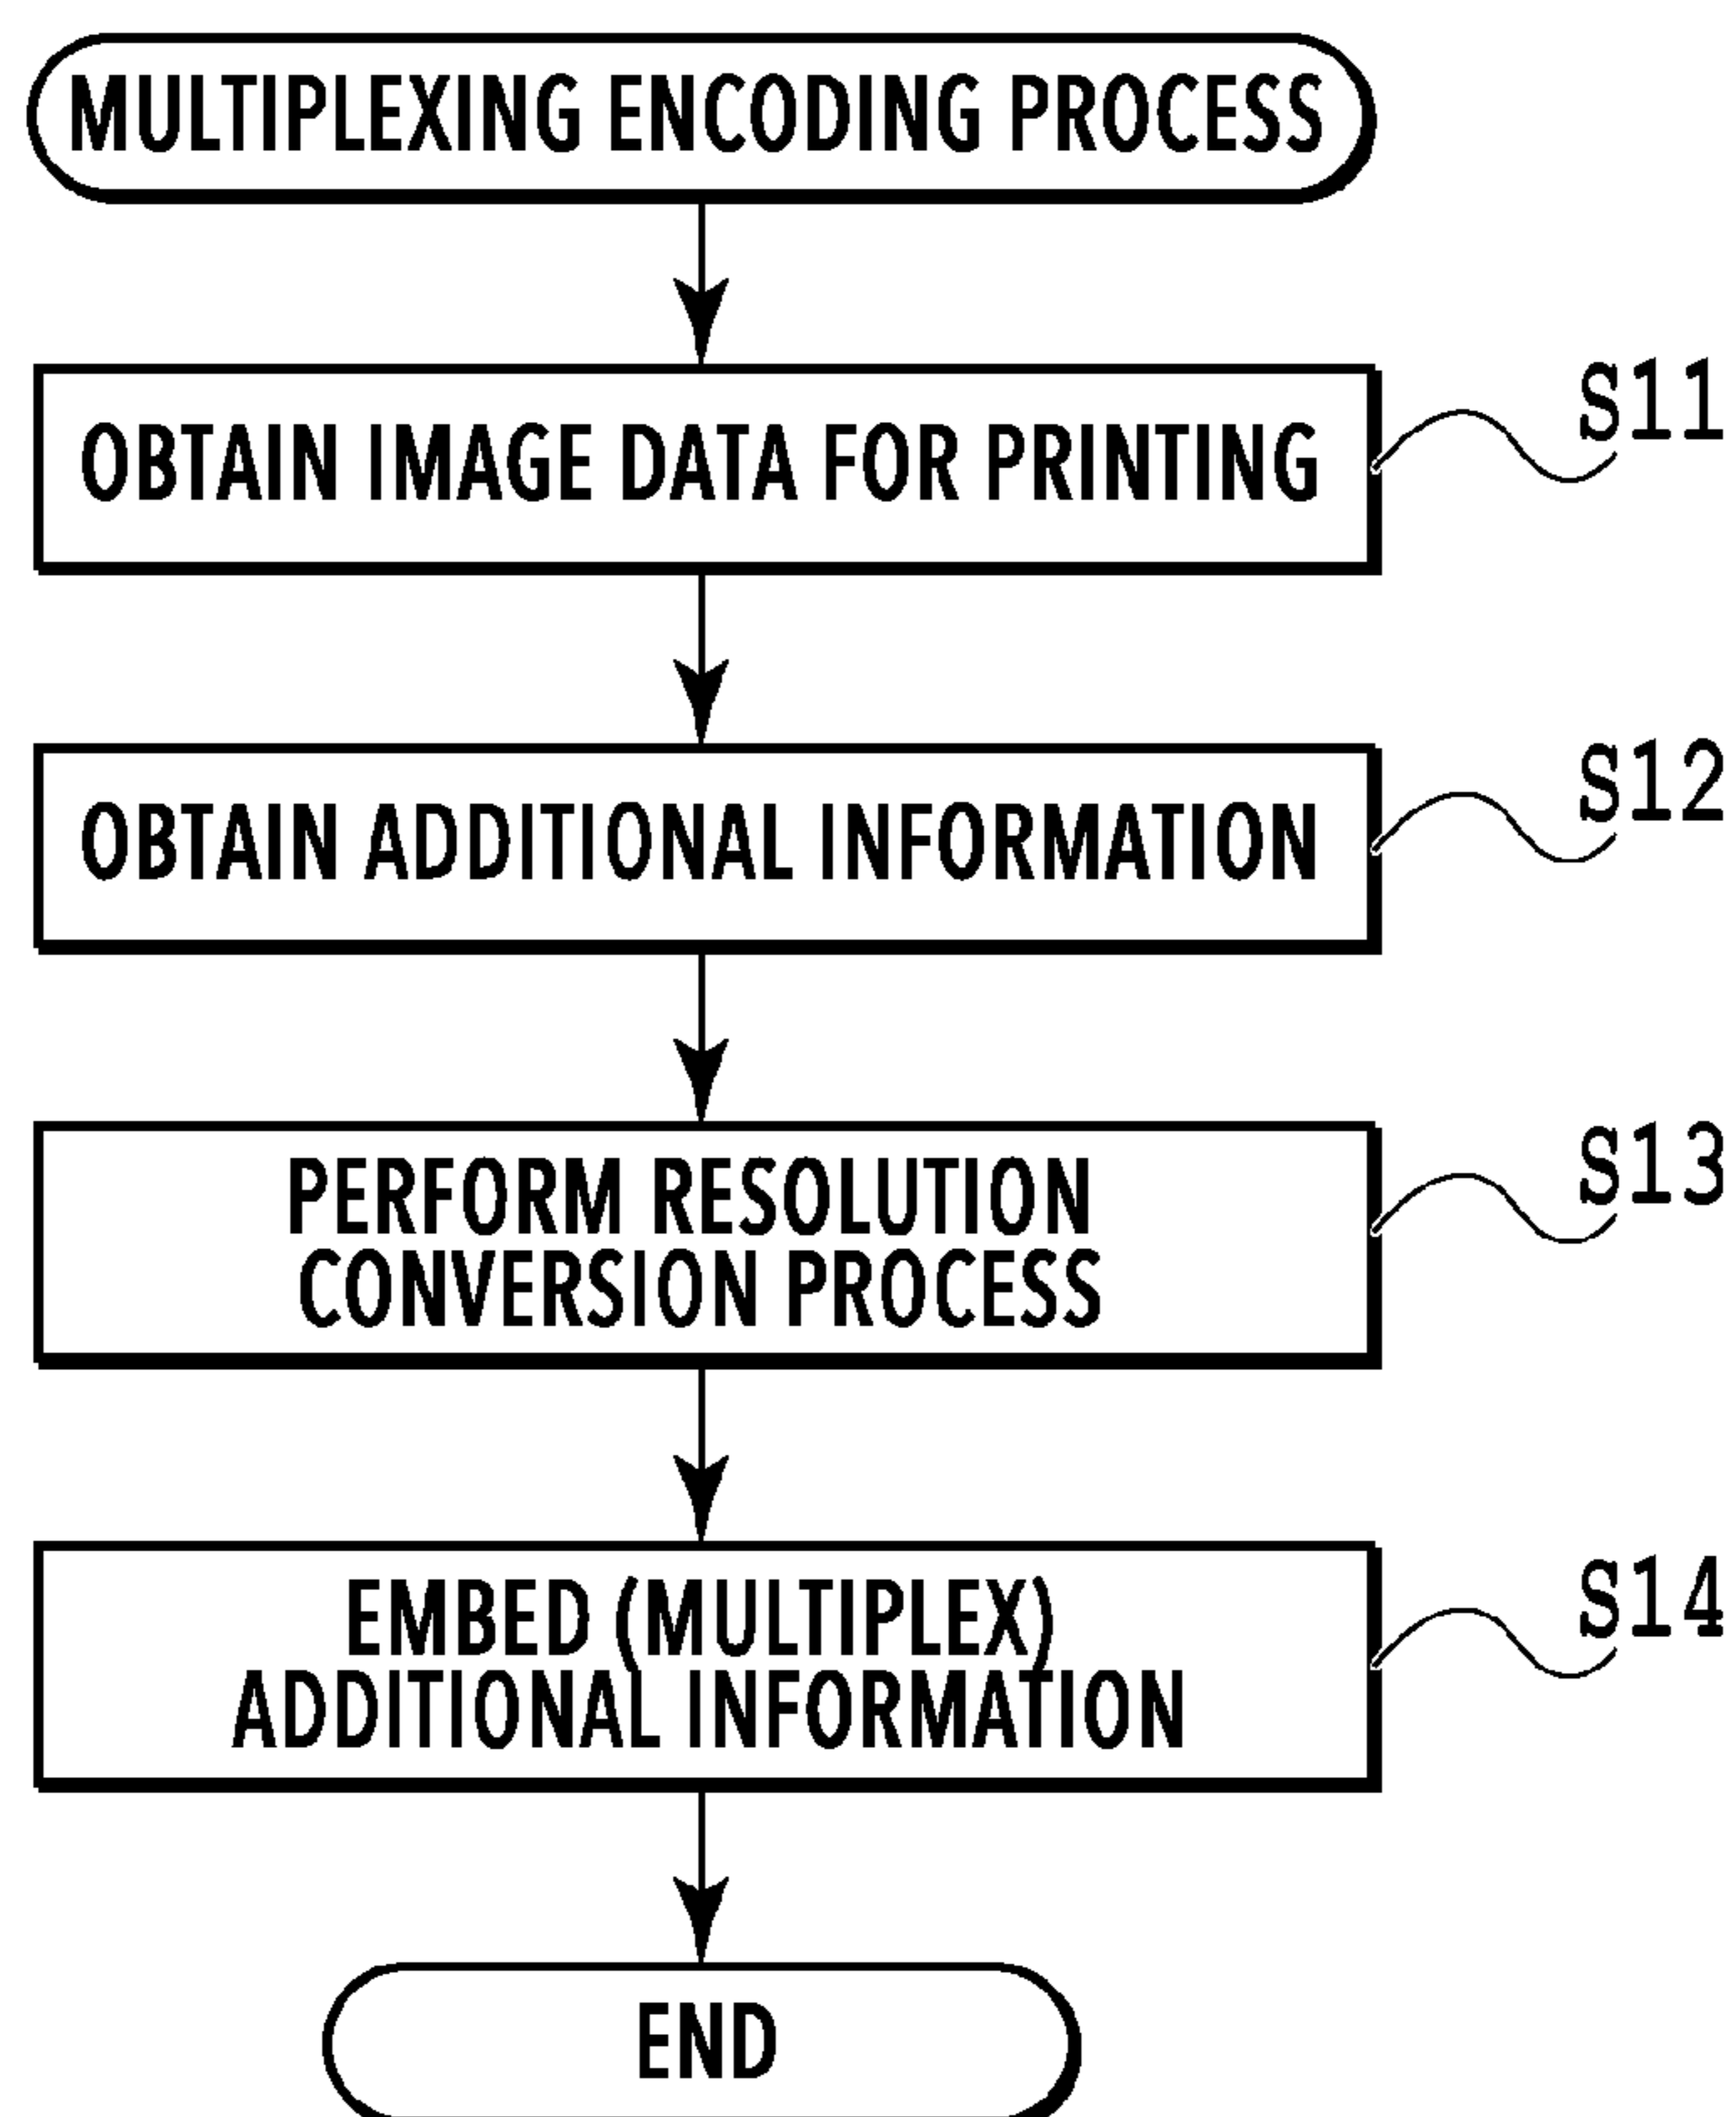 MULTIPLEXING ENCODING PROCESS
OBTAIN IMAGE DATA FOR PRINTING
S11
OBTAIN ADDITIONAL INFORMATION
S12
PERFORM RESOLUTION
CONVERSION PROCESS
S13
EMBED (MULTIPLEX)
ADDITIONAL INFORMATION
S14
END